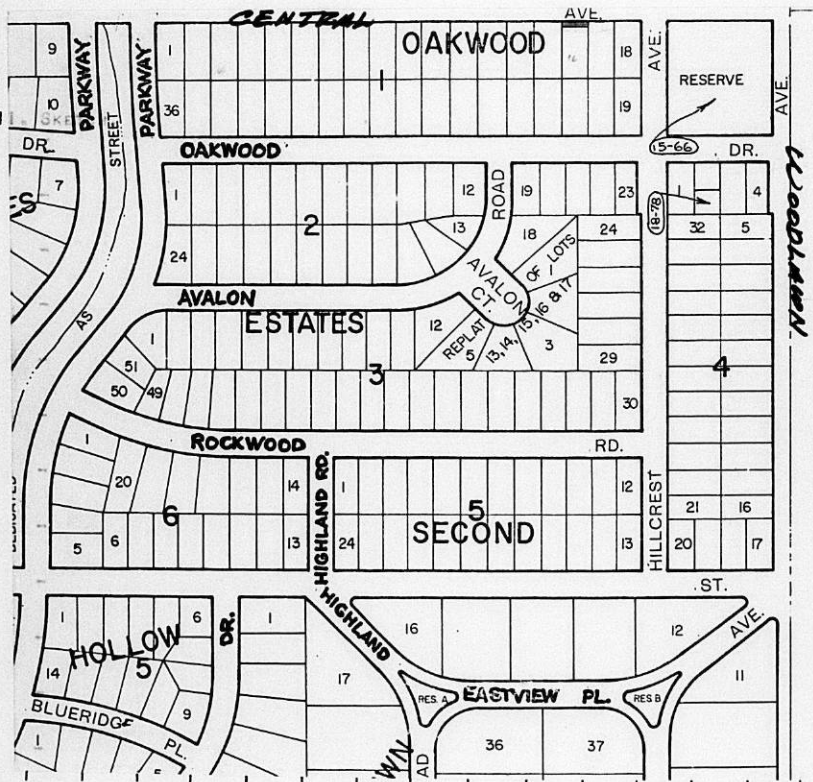 CENTRAL AVE.
9
PARKWAY
PARKWAY
1
OAKWOOD
18
AVE.
RESERVE
AVE.
10
STREET
1
36
19
DR.
OAKWOOD
15-66
DR.
WOODLAWN
7
1
12
ROAD
19
23
1
4
18-78
2
13
18
24
32
5
24
OF LOTS
AVALON
AVALON CT.
ESTATES
AS
1
12
REPLAT
13, 14, 15, 16 & 17
5
3
29
51
50
49
3
4
30
ROCKWOOD
RD.
1
HIGHLAND RD.
20
14
1
12
HILLCREST
21
16
DEDICATED
6
5
SECOND
5
6
13
24
13
20
17
ST.
HIGHLAND
AVE.
1
6
DR.
1
16
12
HOLLOW
5
14
17
11
RES. A
EASTVIEW PL.
RES. B
9
BLUERIDGE PL.
36
37
1
WN
AD